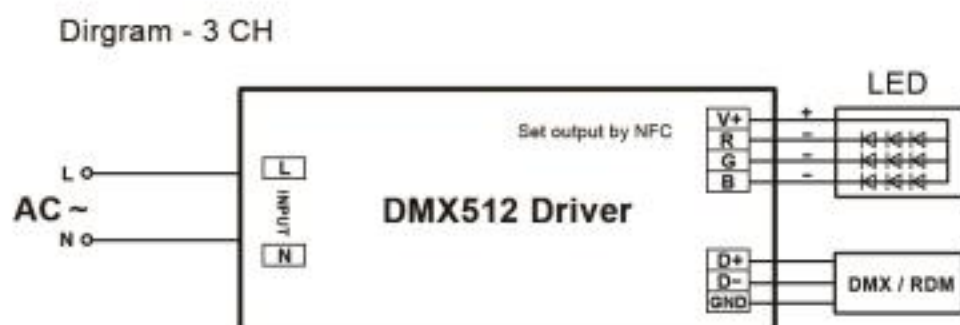 Dirgram - 3 CH
LED
Set output by NFC
V+
+
R
-
G
-
B
-
L
L
INPUT
AC ~
DMX512 Driver
N
N
D+
D-
GND
DMX / RDM